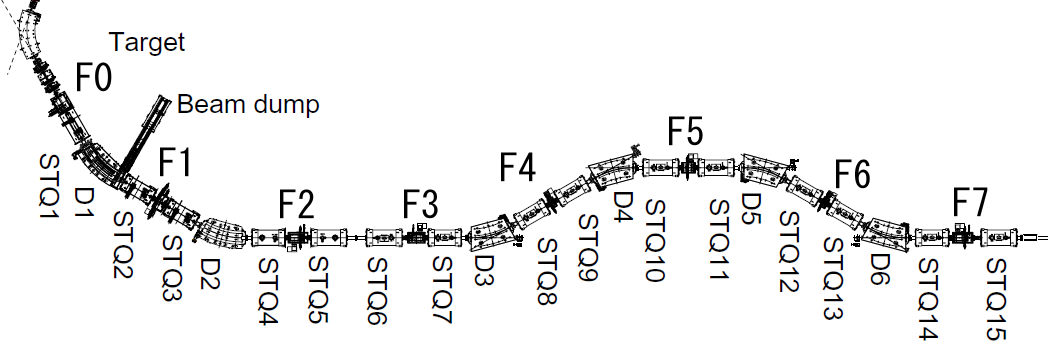 Target
F0
Beam dump
STQ1
D1
F1
STQ2
STQ3
D2
F2
STQ4
STQ5
F3
STQ6
STQ7
D3
F4
STQ8
STQ9
D4
F5
STQ10
STQ11
D5
F6
STQ12
STQ13
D6
F7
STQ14
STQ15